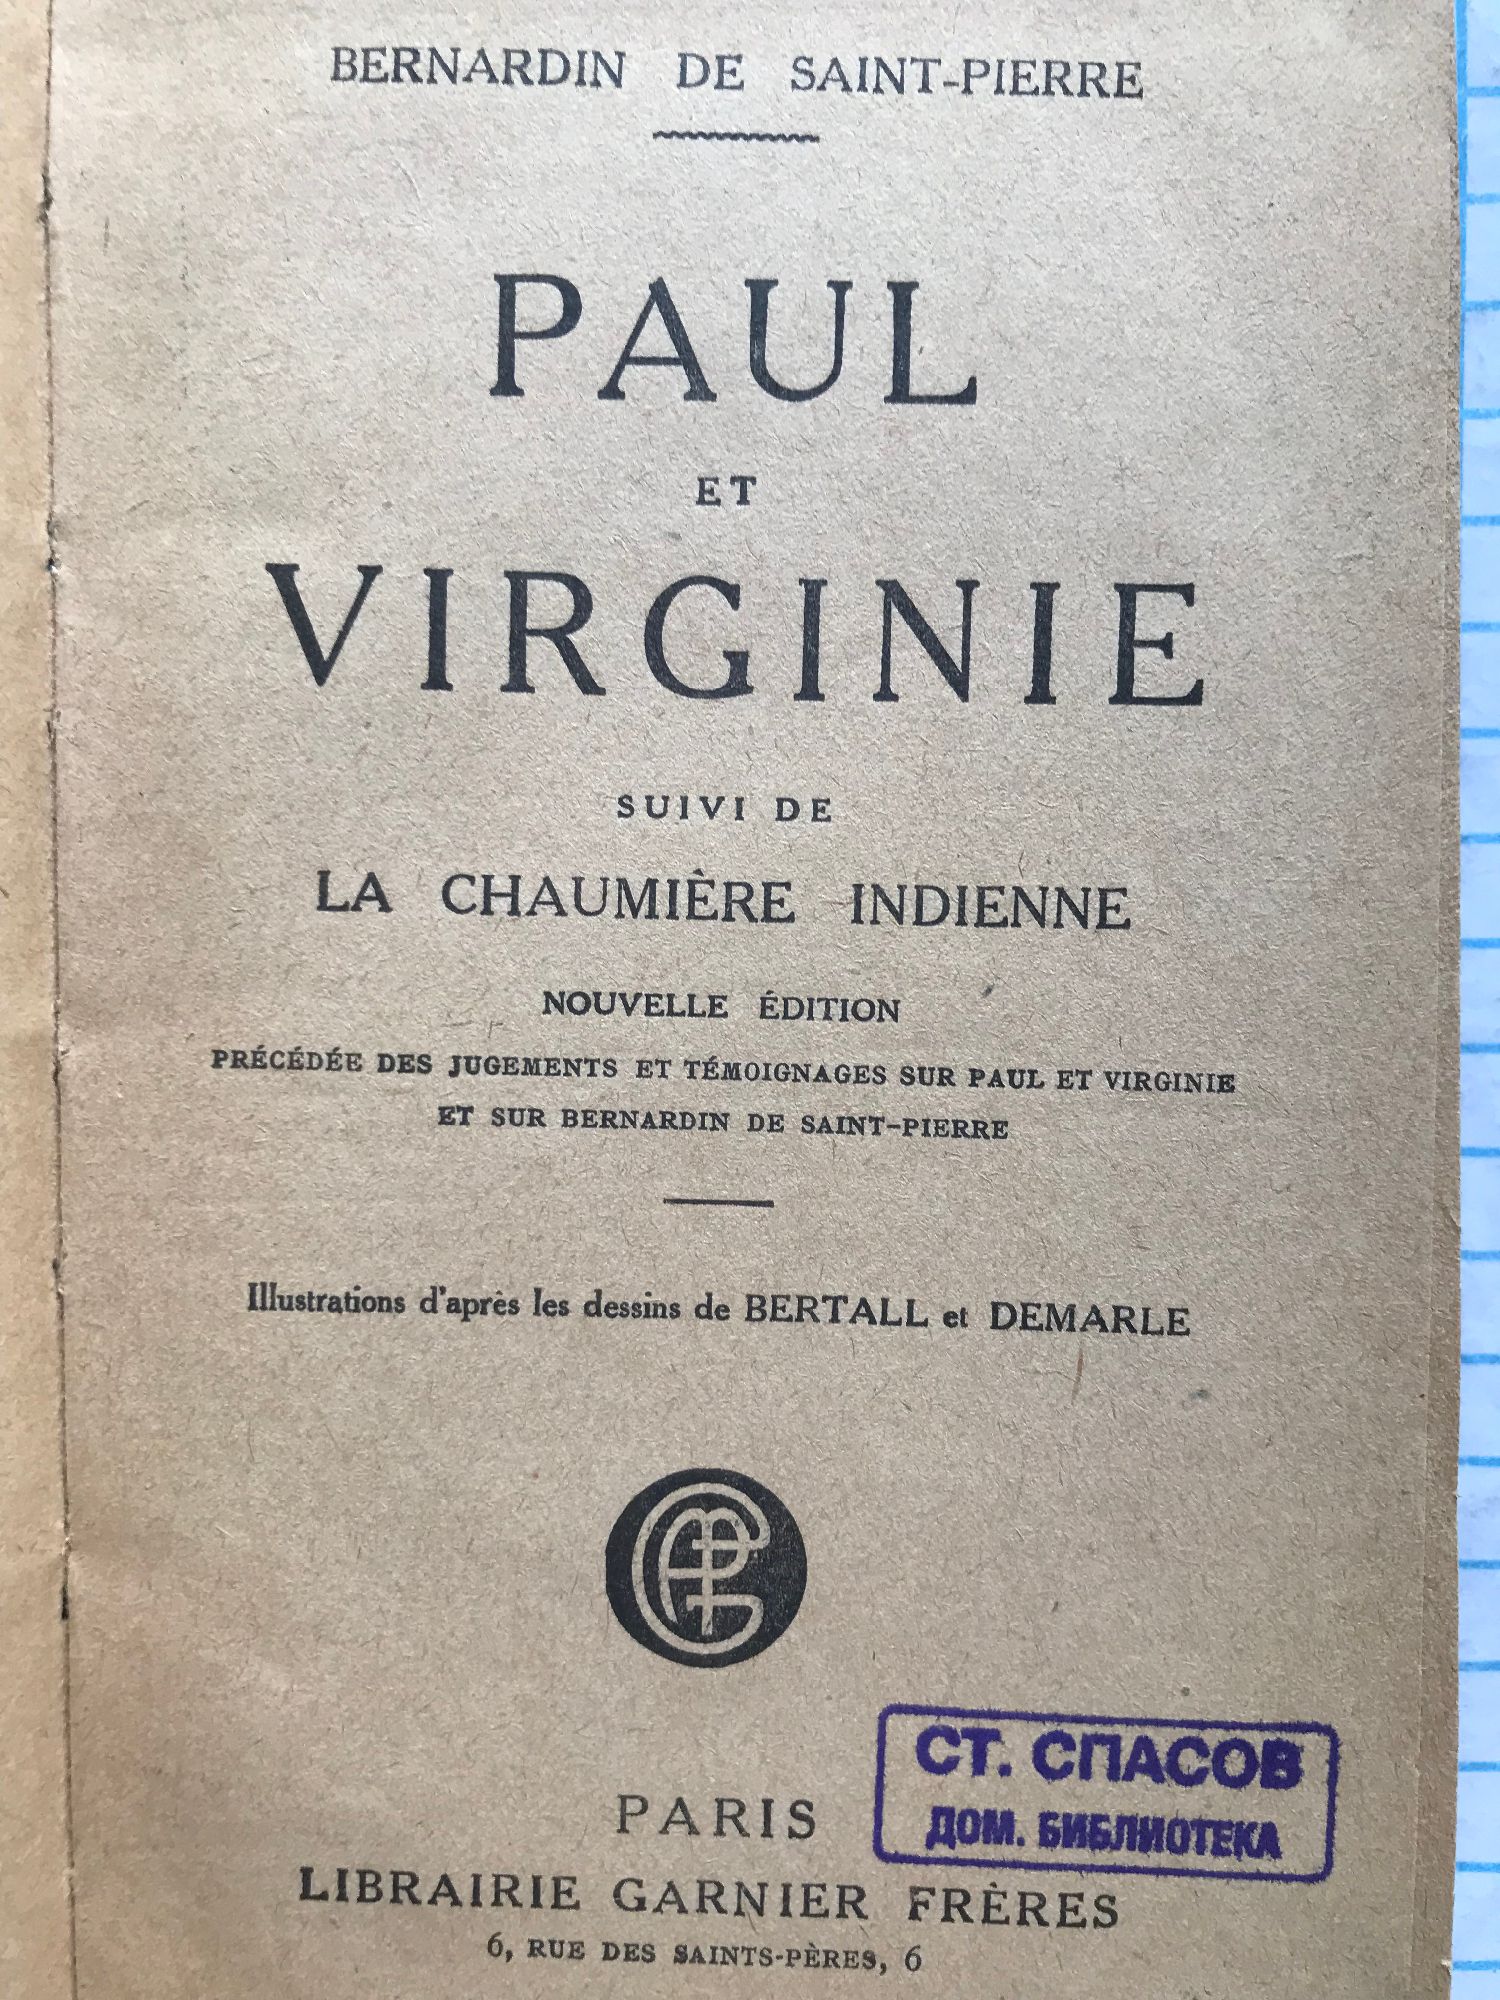 BERNARDIN DE SAINT-PIERRE
PAUL
ET
VIRGINIE
SUIVI DE
LA CHAUMIÈRE INDIENNE
NOUVELLE ÉDITION
PRÉCÉDÉE DES JUGEMENTS ET TÉMOIGNAGES SUR PAUL ET VIRGINIE
ET SUR BERNARDIN DE SAINT-PIERRE
Illustrations d'après les dessins de BERTALL et DEMARLE
СТ. СПАСОВ
ДОМ. БИБЛИОТЕКА
PARIS
LIBRAIRIE GARNIER FRÈRES
6, RUE DES SAINTS-PÈRES, 6